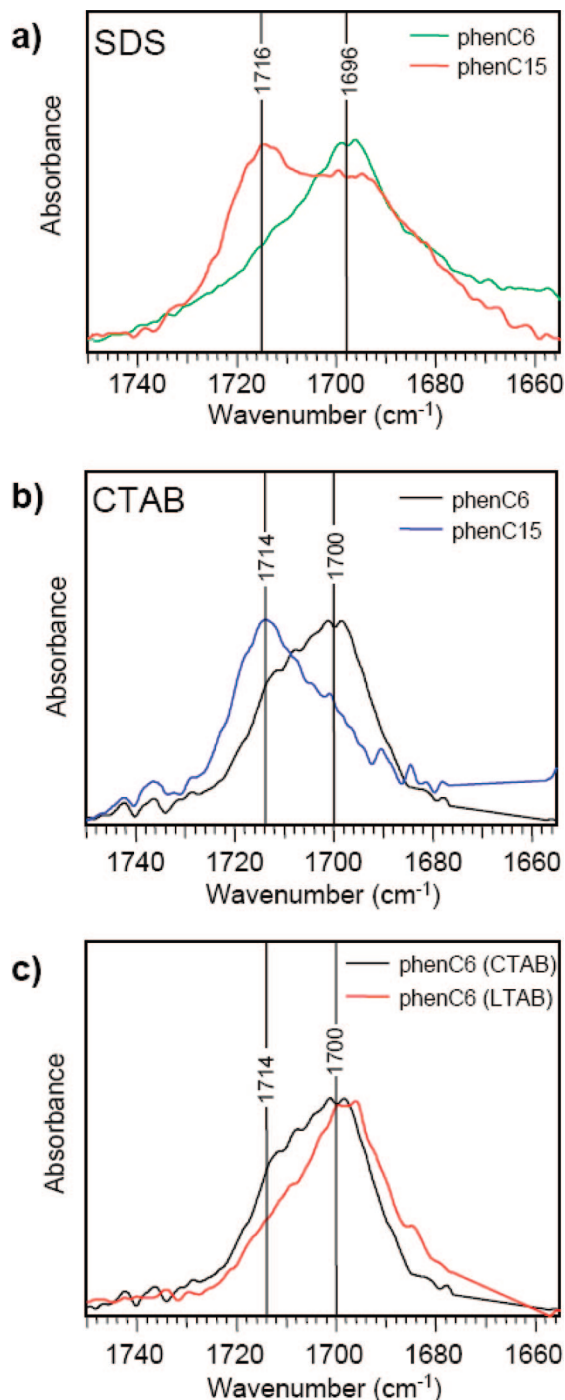 a)
SDS
phenC6
phenC15
1716
1696
Absorbance
1740 1720 1700 1680 1660
Wavenumber (cm-1)
b)
CTAB
phenC6
phenC15
1714
1700
Absorbance
1740 1720 1700 1680 1660
Wavenumber (cm-1)
c)
phenC6 (CTAB)
phenC6 (LTAB)
1714
1700
Absorbance
1740 1720 1700 1680 1660
Wavenumber (cm-1)